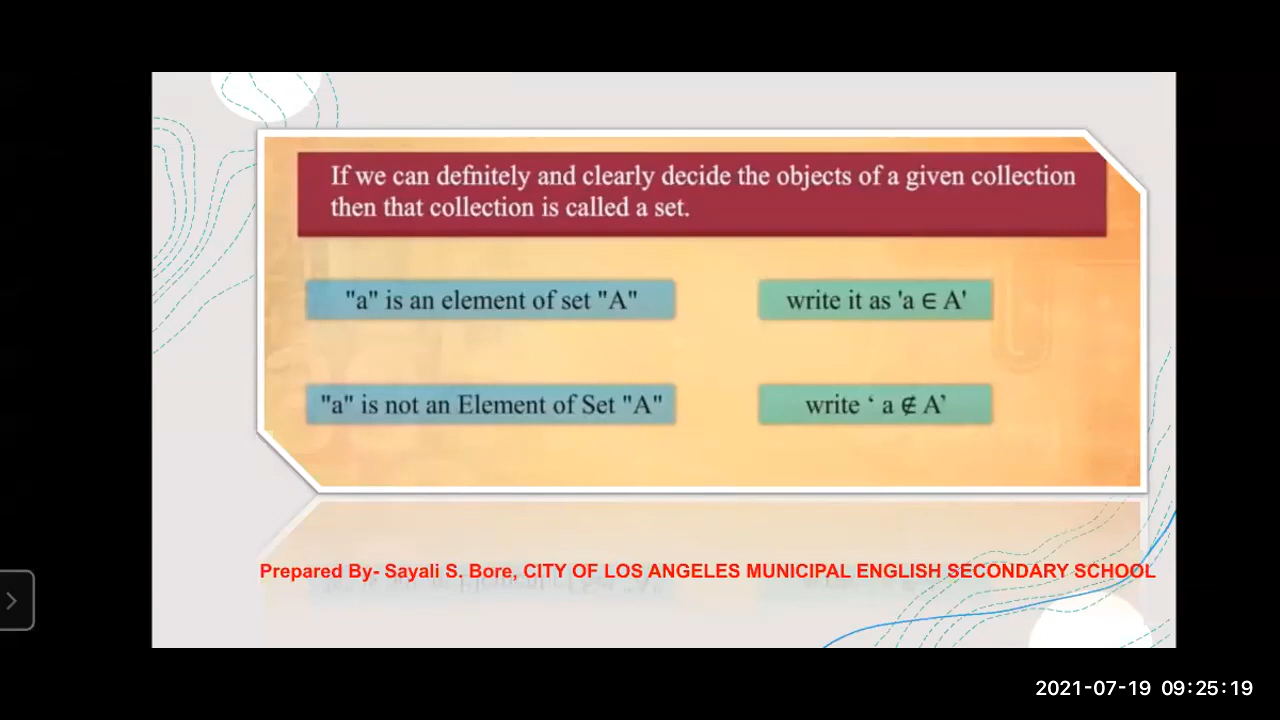 If we can defnitely and clearly decide the objects of a given collection
then that collection is called a set.
"a" is an element of set "A"
write it as 'a ∈ A'
"a" is not an Element of Set "A"
write ‘ a ∉ A’
Prepared By- Sayali S. Bore, CITY OF LOS ANGELES MUNICIPAL ENGLISH SECONDARY SCHOOL
2021-07-19 09:25:19